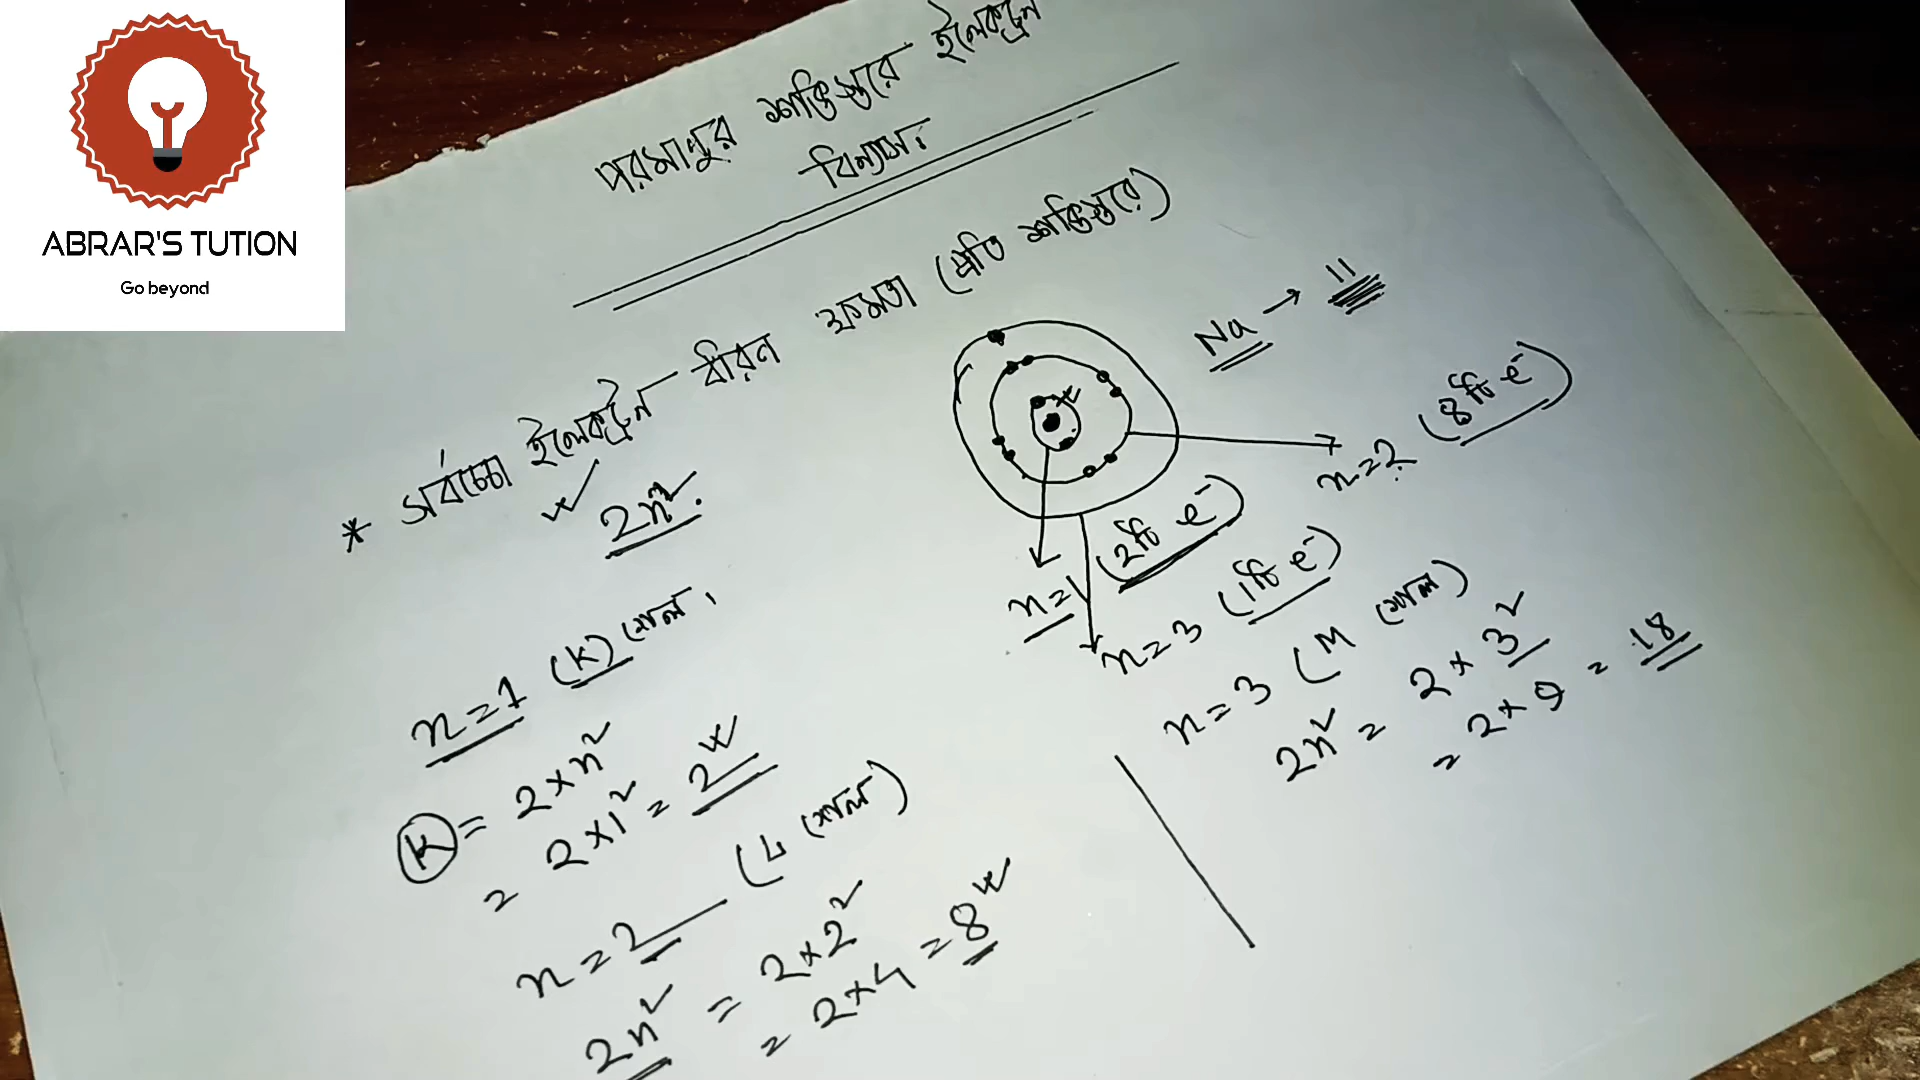 ABRAR'S TUTION
Go beyond
পরমাণুর শক্তিস্তরে ইলেকট্রন
বিন্যাস।
* সর্বচ্চো ইলেকট্রন ধারন ক্ষমতা (প্রতি শক্তিস্তরে)
2n².
Na → 11
n=2 (8টি e⁻)
n=1 (2টি e⁻)
n=3 (1টি e⁻)
n=1 (K) শেল।
K = 2×n²
= 2×1² = 2
n=2 (L শেল)
2n² = 2×2²
= 2×4 = 8
n=3 (M শেল)
2n² = 2×3²
= 2×9 = 18